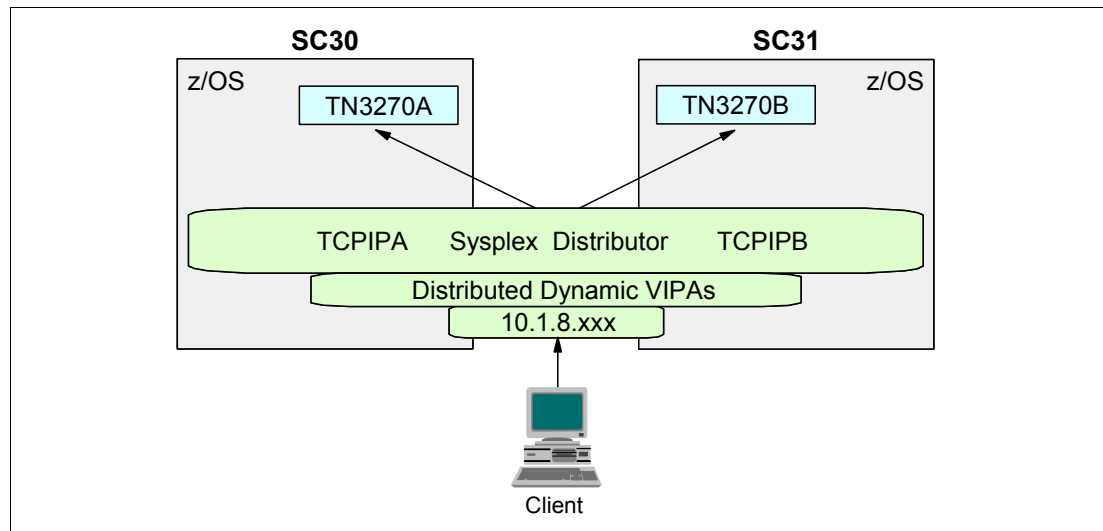 SC30 SC31
z/OS z/OS
TN3270A TN3270B
TCPIPA Sysplex Distributor TCPIPB
Distributed Dynamic VIPAs
10.1.8.xxx
Client